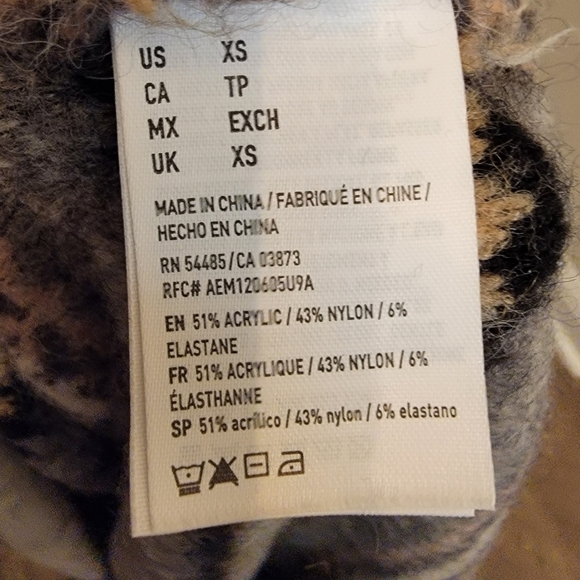 US XS
CA TP
MX EXCH
UK XS
MADE IN CHINA / FABRIQUÉ EN CHINE /
HECHO EN CHINA
RN 54485/CA 03873
RFC# AEM120605U9A
EN 51% ACRYLIC / 43% NYLON / 6%
ELASTANE
FR 51% ACRYLIQUE / 43% NYLON / 6%
ÉLASTHANNE
SP 51% acrílico / 43% nylon / 6% elastano